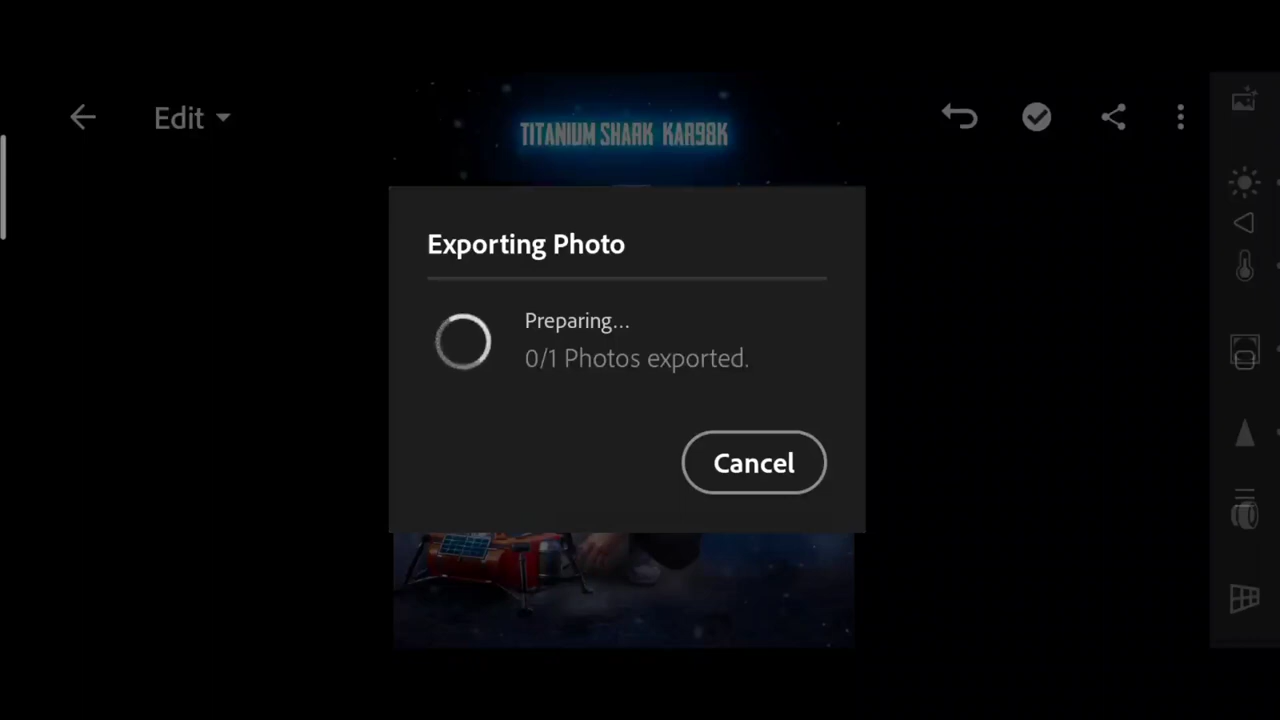 Edit
TITANIUM SHARK KAR98K
Exporting Photo
Preparing...
0/1 Photos exported.
Cancel